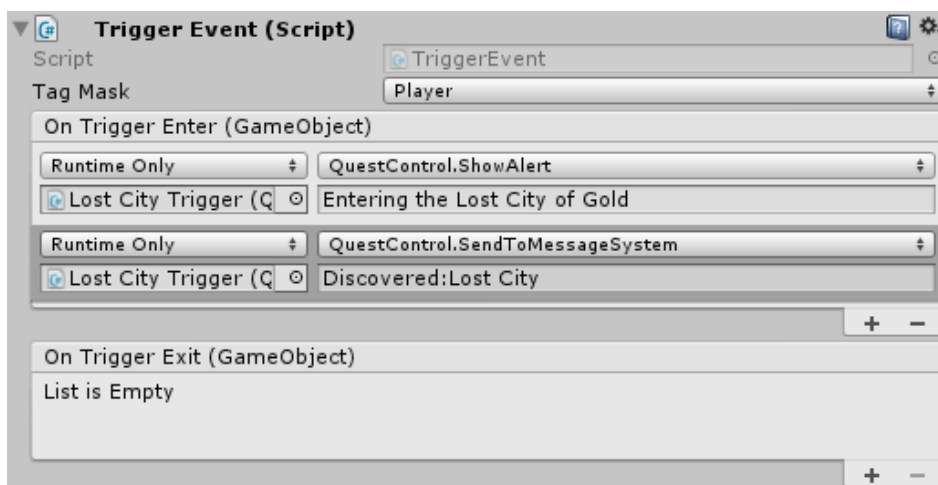 Trigger Event (Script)
Script TriggerEvent
Tag Mask Player
On Trigger Enter (GameObject)
Runtime Only QuestControl.ShowAlert
Lost City Trigger (Q Entering the Lost City of Gold
Runtime Only QuestControl.SendToMessageSystem
Lost City Trigger (Q Discovered:Lost City
+ −
On Trigger Exit (GameObject)
List is Empty
+ −